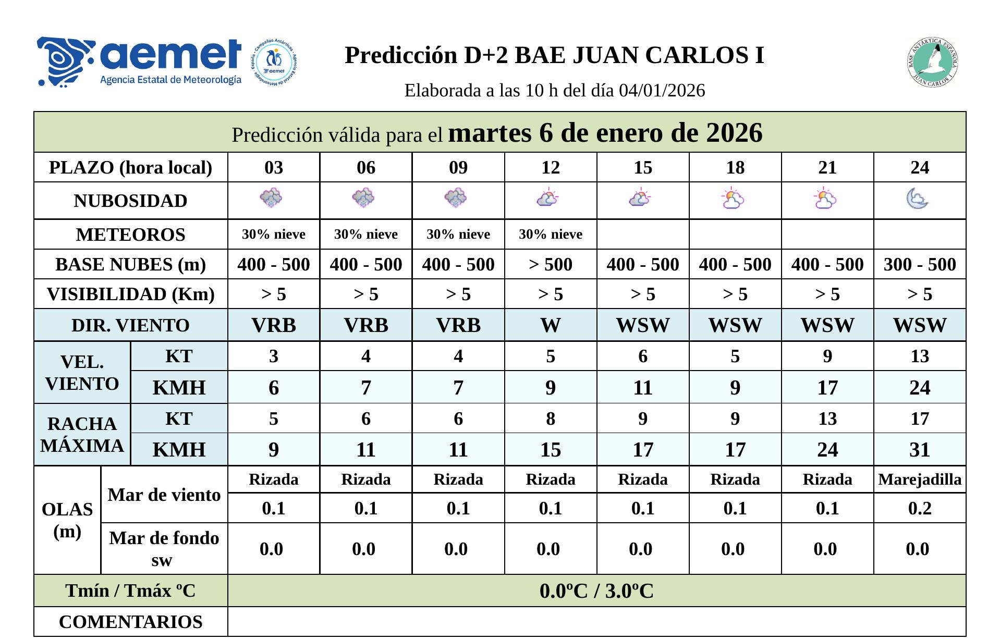 aemet
Agencia Estatal de Meteorología
Campañas Antárticas - Agencia Estatal de Meteorología - España -
aemet
Predicción D+2 BAE JUAN CARLOS I
Elaborada a las 10 h del día 04/01/2026
BASE ANTÁRTICA ESPAÑOLA
JUAN CARLOS I
Predicción válida para el martes 6 de enero de 2026
PLAZO (hora local) 03 06 09 12 15 18 21 24
NUBOSIDAD
METEOROS 30% nieve 30% nieve 30% nieve 30% nieve
BASE NUBES (m) 400 - 500 400 - 500 400 - 500 > 500 400 - 500 400 - 500 400 - 500 300 - 500
VISIBILIDAD (Km) > 5 > 5 > 5 > 5 > 5 > 5 > 5 > 5
DIR. VIENTO VRB VRB VRB W WSW WSW WSW WSW
VEL.
VIENTO
KT 3 4 4 5 6 5 9 13
KMH 6 7 7 9 11 9 17 24
RACHA
MÁXIMA
KT 5 6 6 8 9 9 13 17
KMH 9 11 11 15 17 17 24 31
OLAS
(m)
Mar de viento
Rizada Rizada Rizada Rizada Rizada Rizada Rizada Marejadilla
0.1 0.1 0.1 0.1 0.1 0.1 0.1 0.2
Mar de fondo
sw
0.0 0.0 0.0 0.0 0.0 0.0 0.0 0.0
Tmín / Tmáx ºC 0.0ºC / 3.0ºC
COMENTARIOS